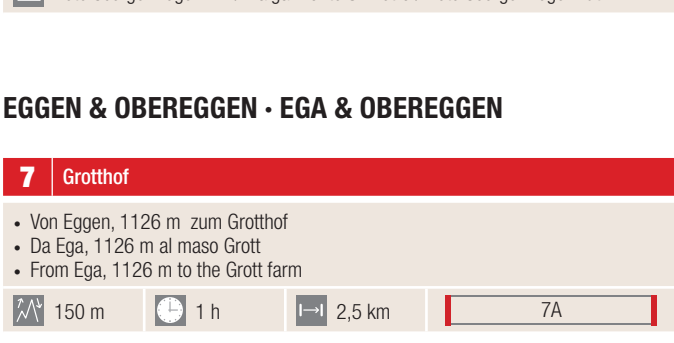 EGGEN & OBEREGGEN · EGA & OBEREGGEN
7 Grotthof
• Von Eggen, 1126 m zum Grotthof
• Da Ega, 1126 m al maso Grott
• From Ega, 1126 m to the Grott farm
150 m 1 h 2,5 km 7A